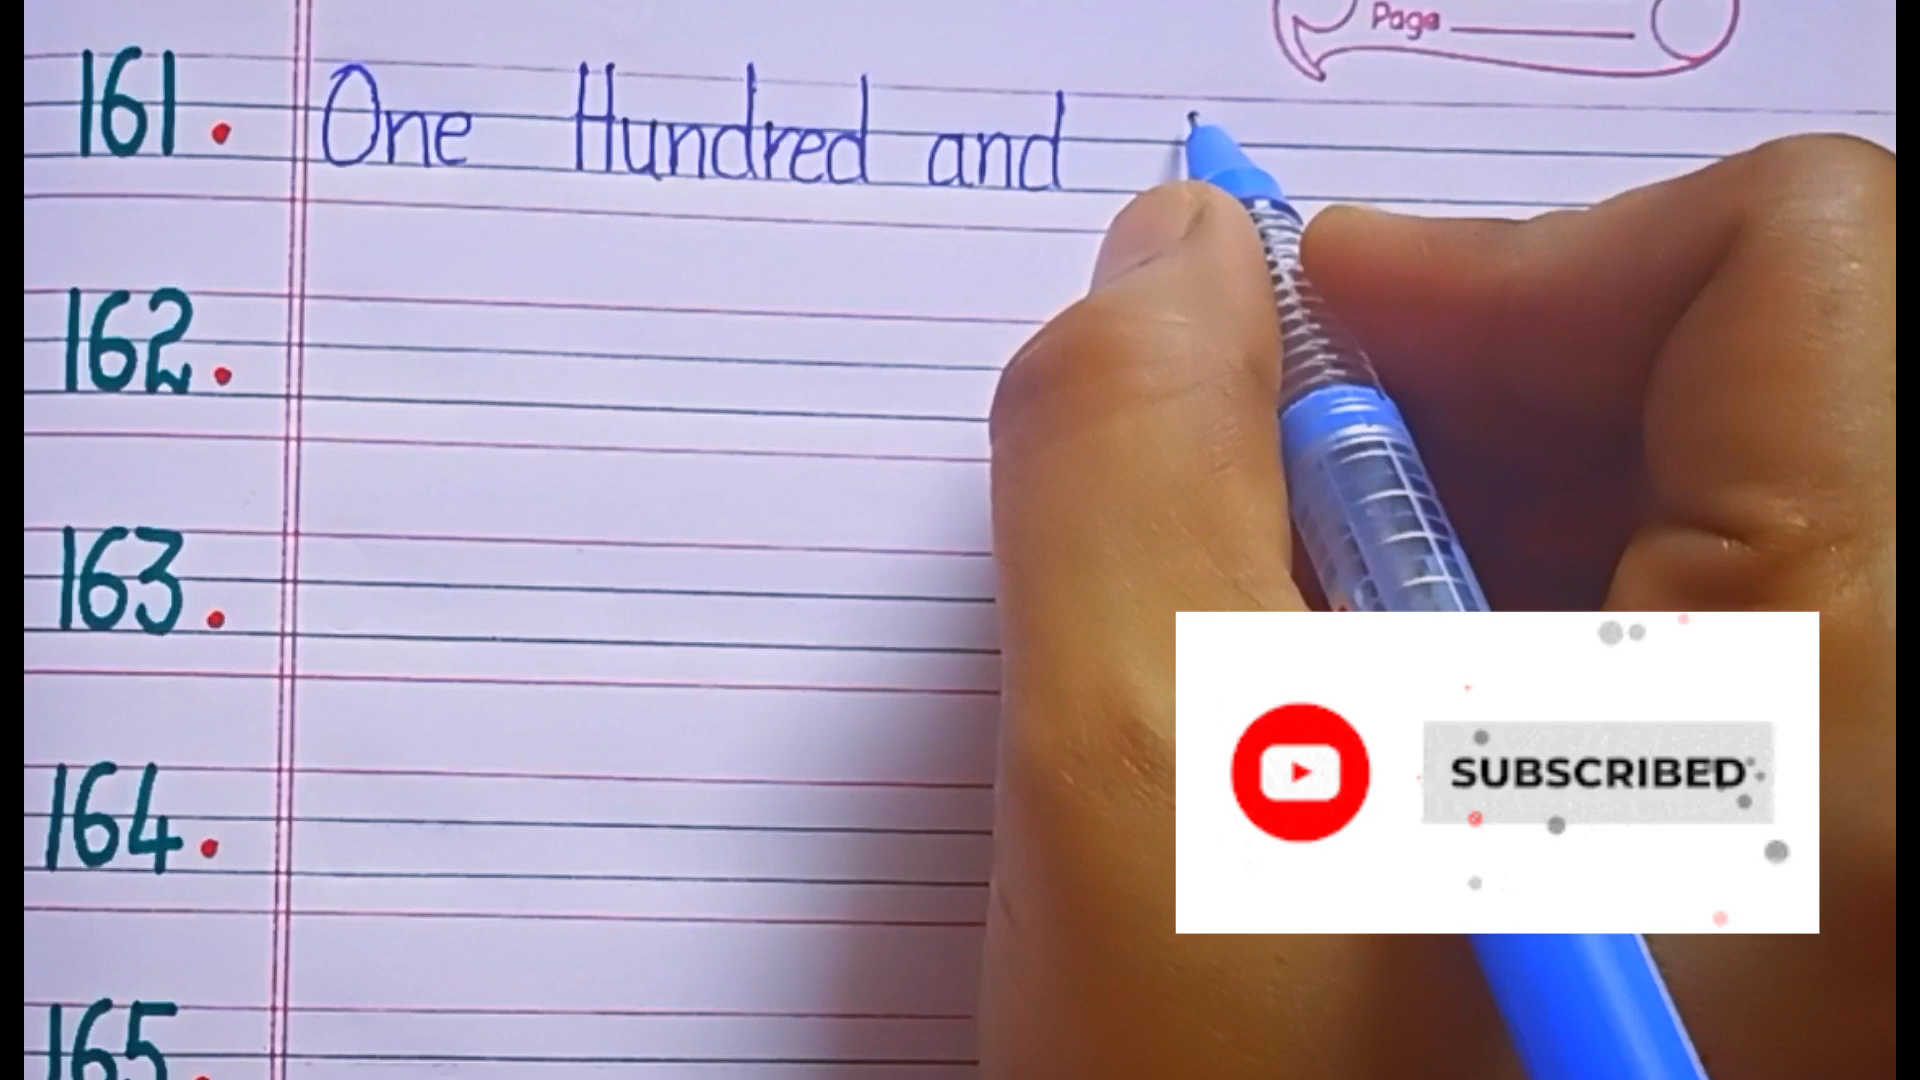 Page
161. One Hundred and
162.
163.
164.
SUBSCRIBED
165.